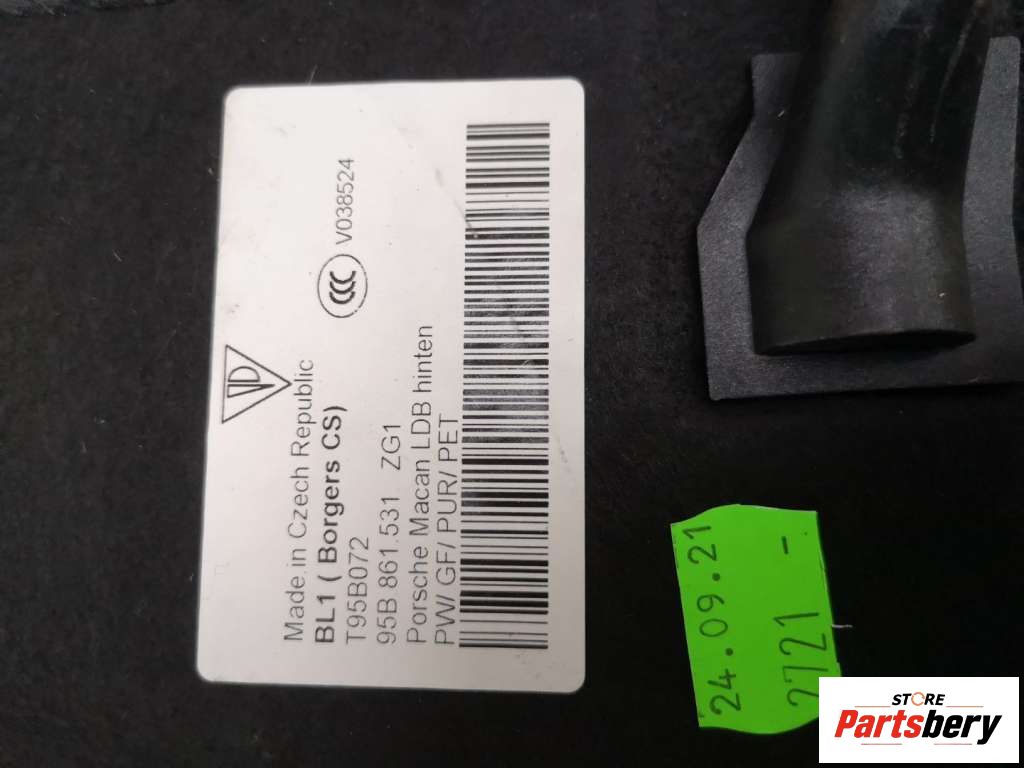 Made in Czech Republic
BL1 ( Borgers CS)
T95B072
CCC V038524
95B 861.531 ZG1
Porsche Macan LDB hinten
PW/ GF/ PUR/ PET
24.09.21 -
2721
STORE
Partsbery